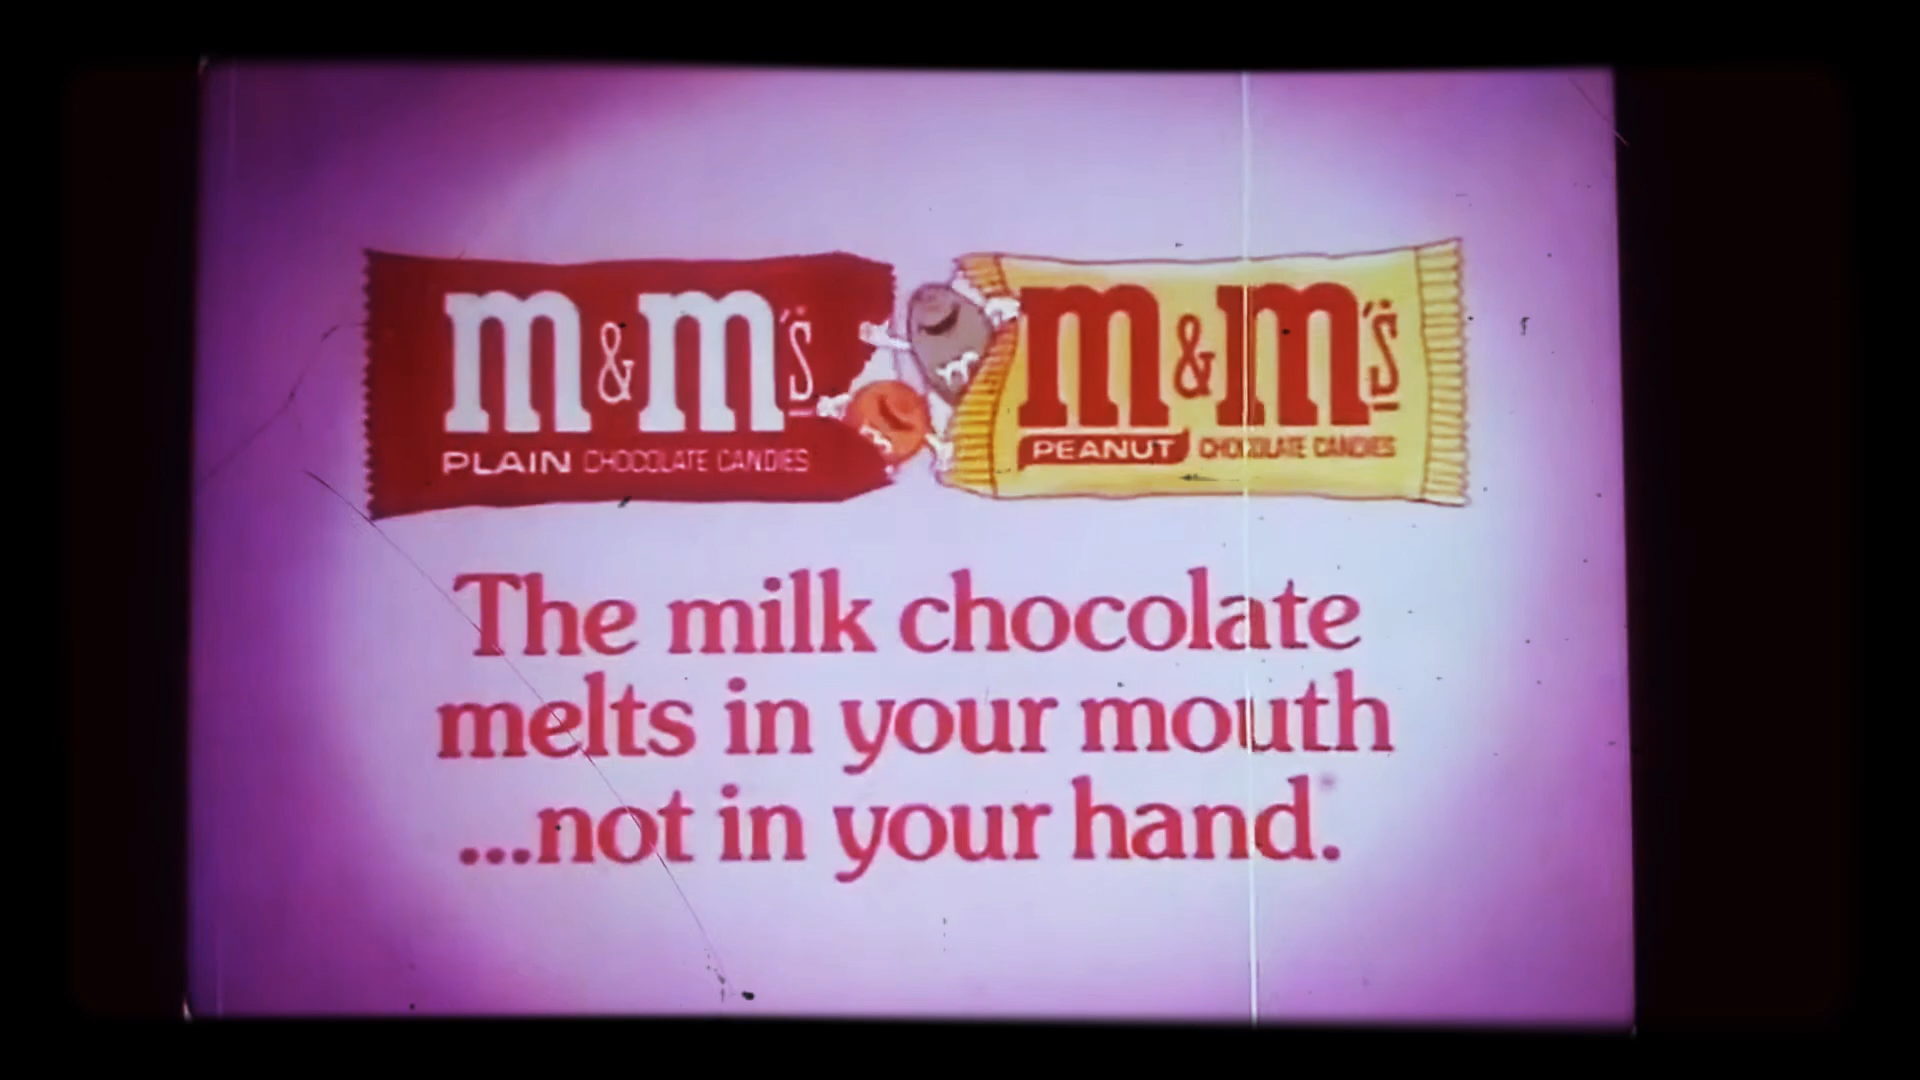 m&m's
PLAIN CHOCOLATE CANDIES
m&m's
PEANUT CHOCOLATE CANDIES
The milk chocolate
melts in your mouth
...not in your hand.